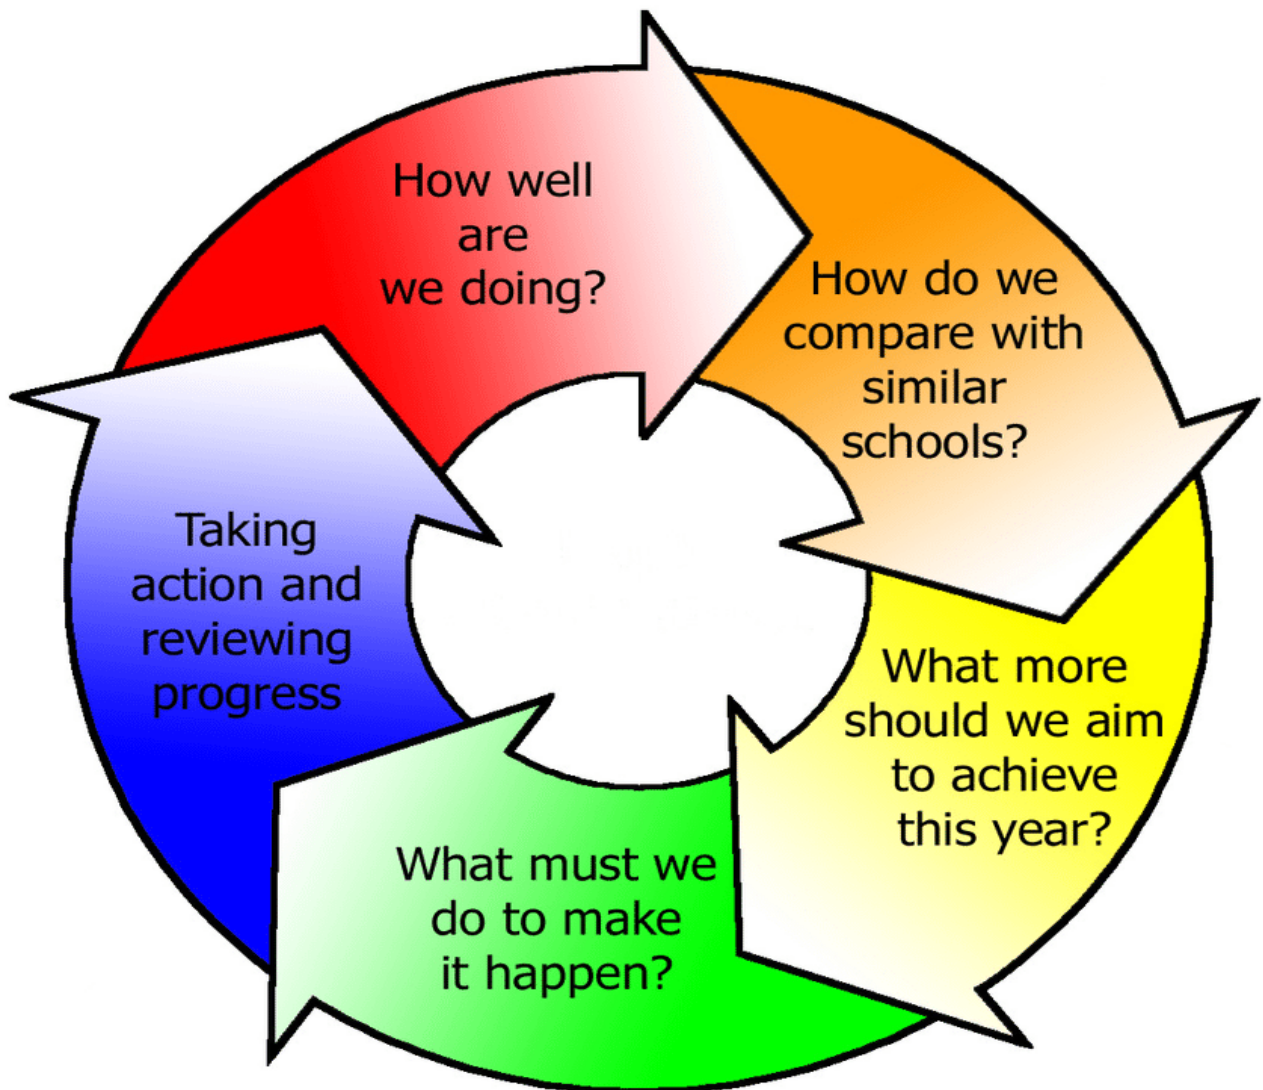 How well
are
we doing?
How do we
compare with
similar
schools?
What more
should we aim
to achieve
this year?
What must we
do to make
it happen?
Taking
action and
reviewing
progress